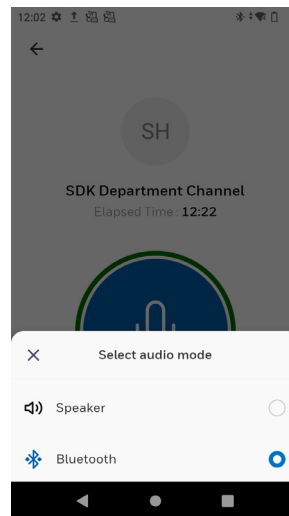 12:02
SH
SDK Department Channel
Elapsed Time : 12:22
Select audio mode
Speaker
Bluetooth